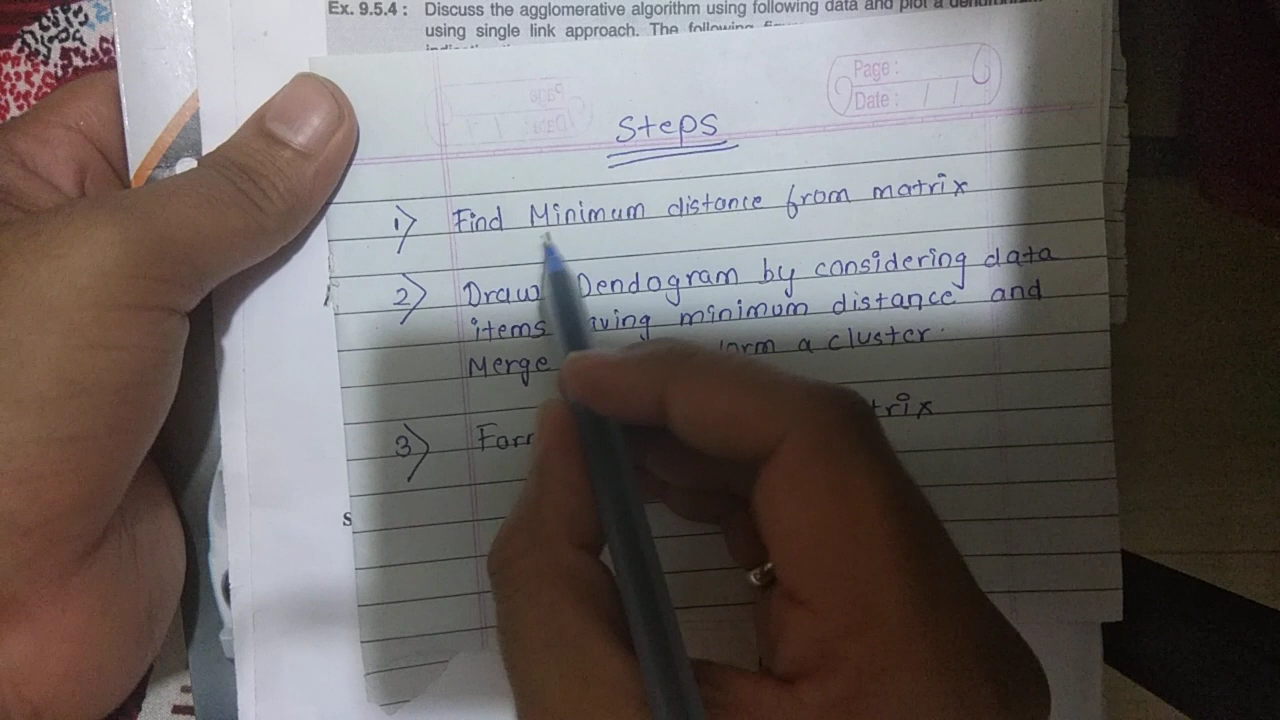 Ex. 9.5.4 : Discuss the agglomerative algorithm using following data and plot a
using single link approach. The following
Page :
Date : / /
Steps
1) Find Minimum distance from matrix
2) Draw Dendogram by considering data
items minimum distance and
Merge a cluster.
3)
S